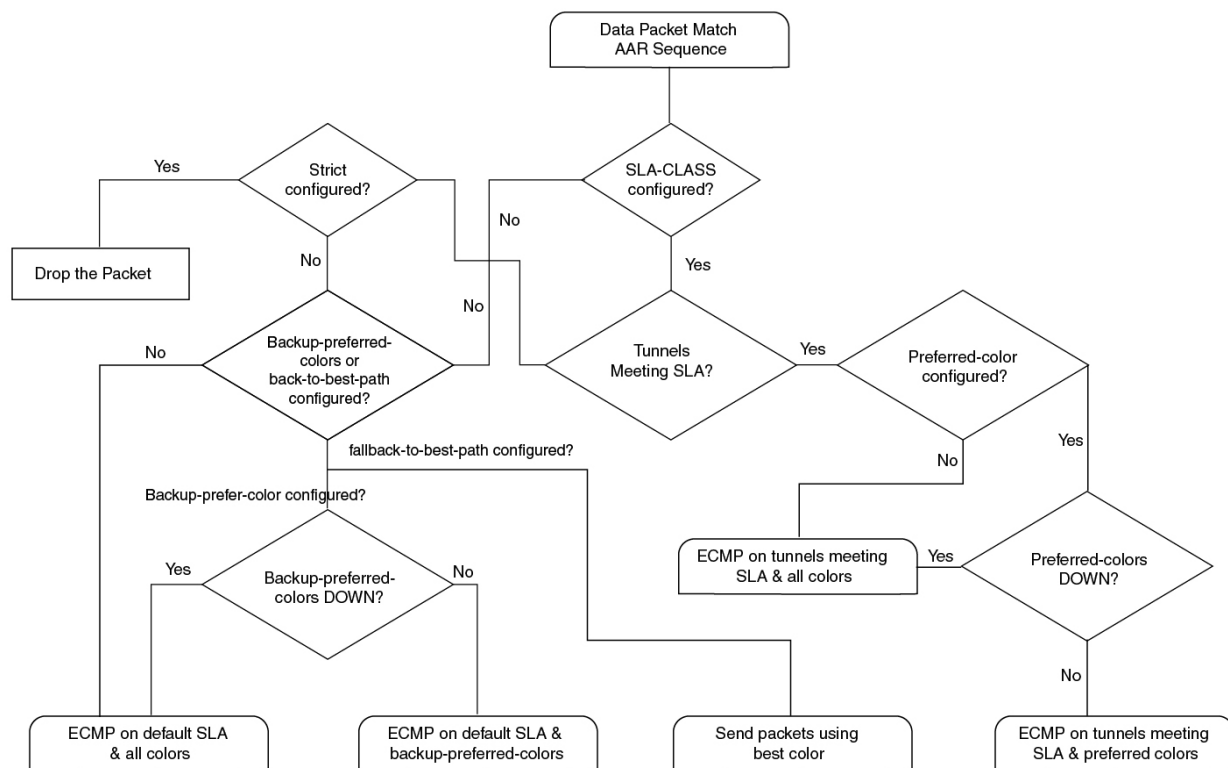 Data Packet Match
AAR Sequence
Yes
Strict
configured?
SLA-CLASS
configured?
No
Drop the Packet
No
Yes
No
No
Backup-preferred-
colors or
back-to-best-path
configured?
Tunnels
Meeting SLA?
Yes
Preferred-color
configured?
fallback-to-best-path configured?
Yes
No
Backup-prefer-color configured?
ECMP on tunnels meeting
SLA & all colors
Yes
Preferred-colors
DOWN?
Yes
Backup-preferred-
colors DOWN?
No
No
ECMP on default SLA
& all colors
ECMP on default SLA &
backup-preferred-colors
Send packets using
best color
ECMP on tunnels meeting
SLA & preferred colors